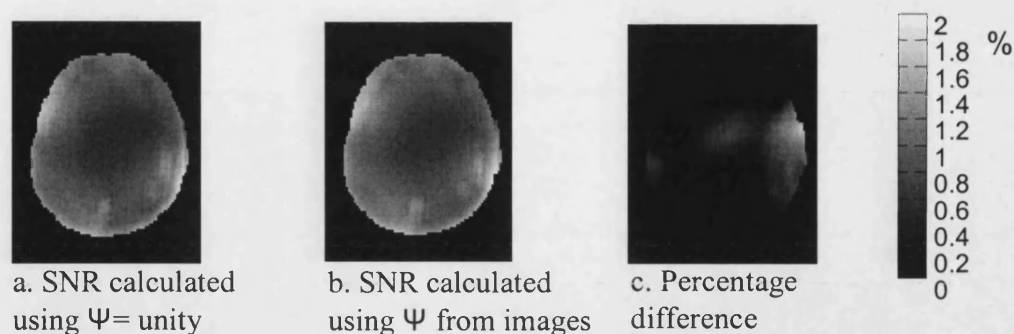 2
1.8
%
1.6
1.4
1.2
1
0.8
0.6
0.4
0.2
0
a. SNR calculated
using Ψ= unity
b. SNR calculated
using Ψ from images
c. Percentage
difference